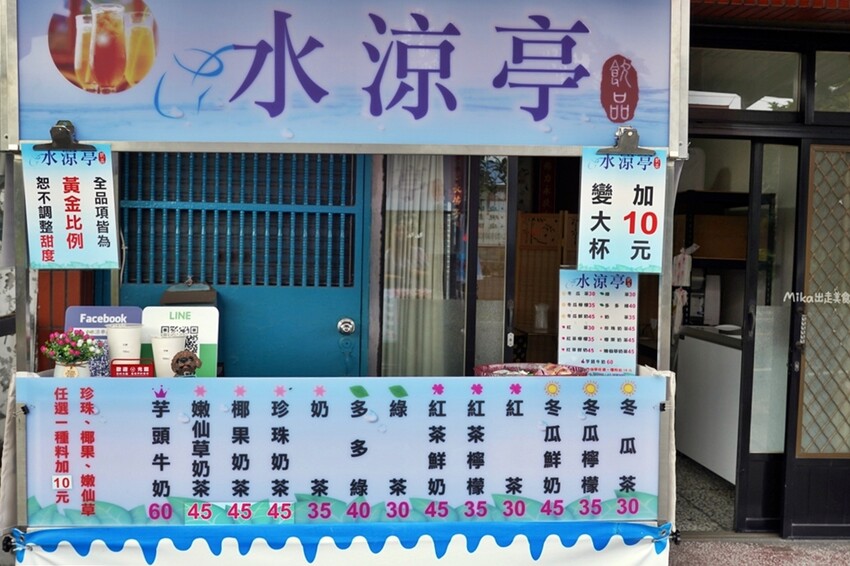 水涼亭 飲品
水涼亭
全品項皆為
黃金比例
恕不調整甜度
水涼亭
加10元
變大杯
水涼亭
Facebook
LINE
Mika出走美食
冬瓜茶 30
冬瓜檸檬 35
冬瓜鮮奶 45
紅茶 30
紅茶檸檬 35
紅茶鮮奶 45
綠茶 30
多多綠 40
奶茶 35
珍珠奶茶 45
椰果奶茶 45
嫩仙草奶茶 45
芋頭牛奶 60
珍珠、椰果、嫩仙草
任選一種料加10元